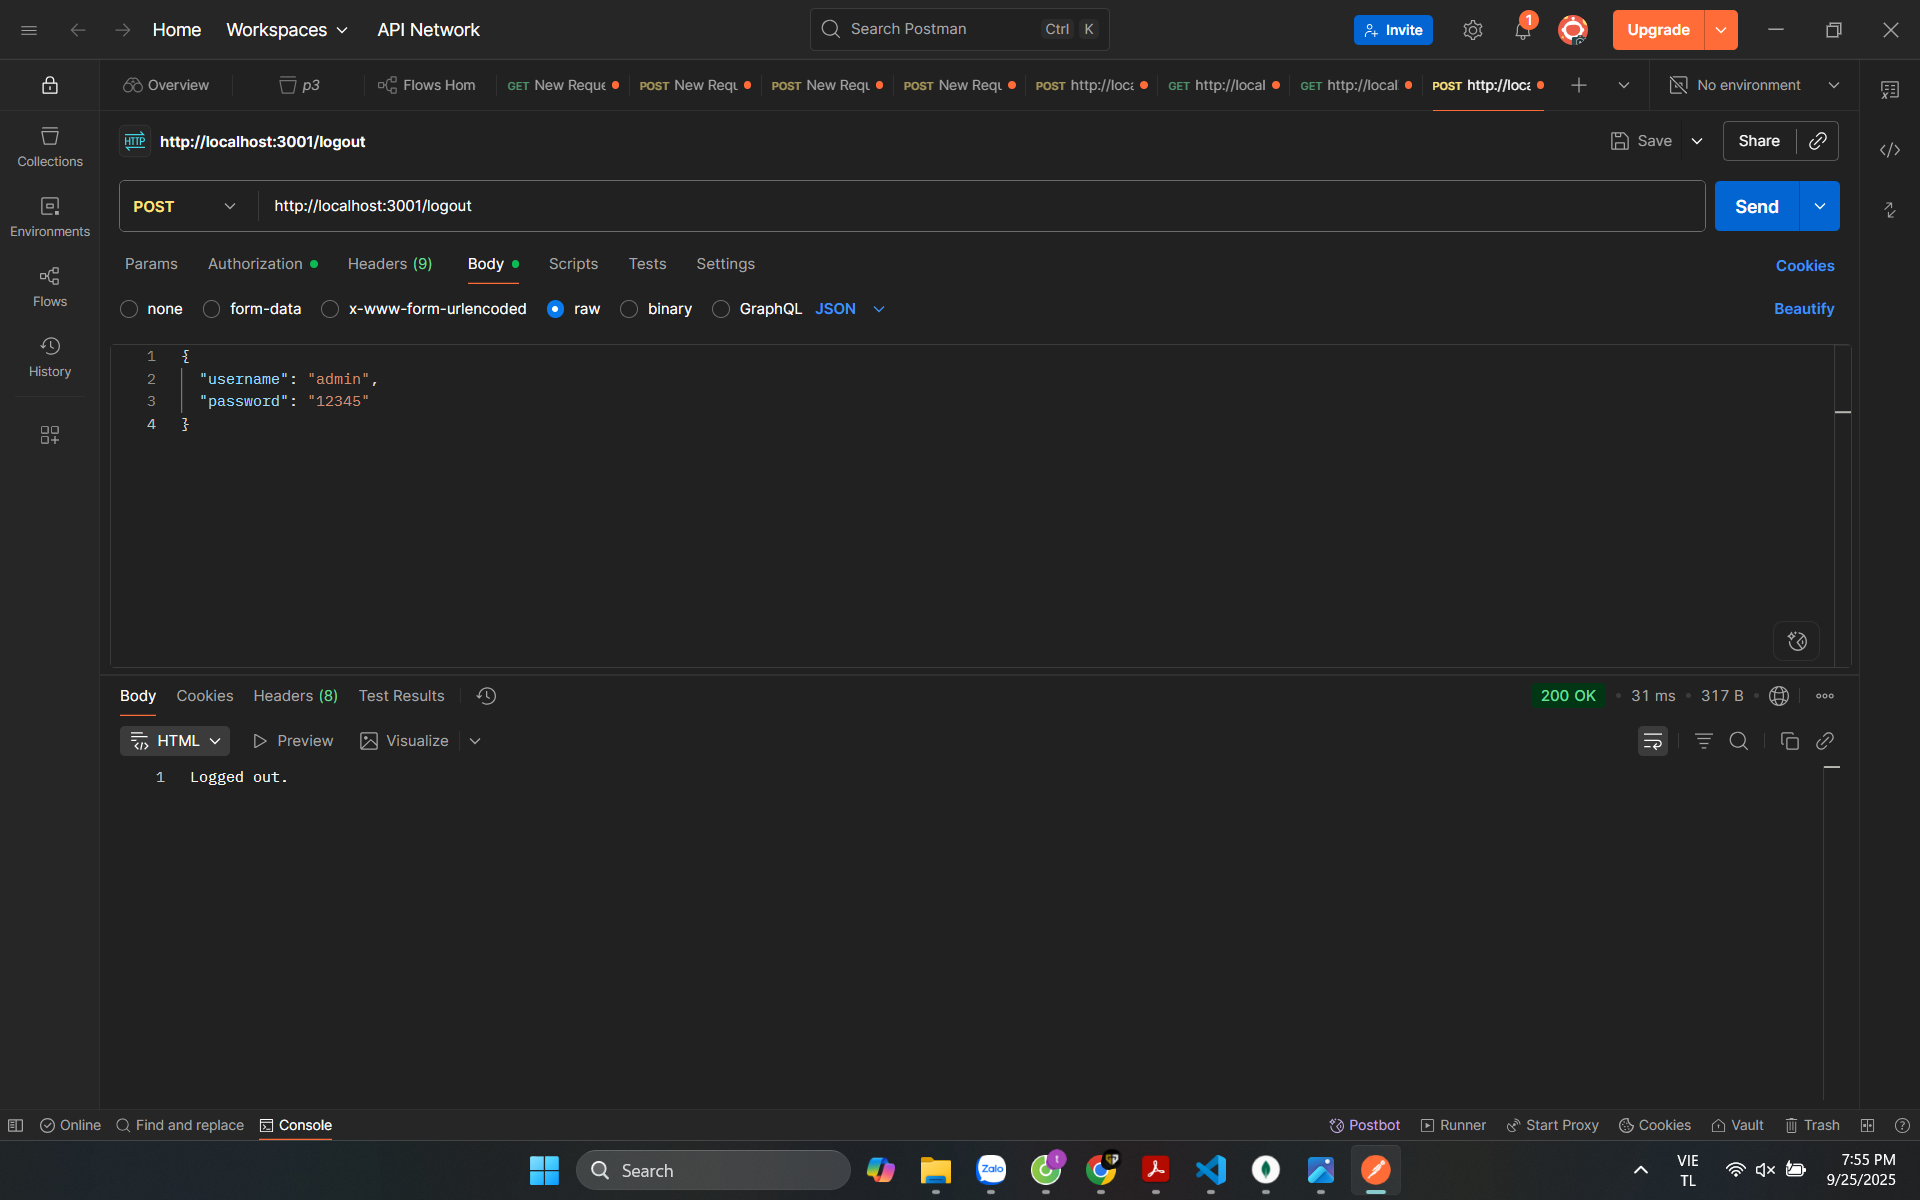 Home Workspaces API Network Search Postman Ctrl K Invite 1 Upgrade
Overview p3 Flows Hom GET New Reque POST New Requ POST New Requ POST New Requ POST http://loca GET http://local GET http://local POST http://loca No environment
HTTP http://localhost:3001/logout Save Share
POST http://localhost:3001/logout Send
Collections
Environments
Flows
History
Params Authorization Headers (9) Body Scripts Tests Settings Cookies
none form-data x-www-form-urlencoded raw binary GraphQL JSON Beautify
1 {
2 "username": "admin",
3 "password": "12345"
4 }
Body Cookies Headers (8) Test Results 200 OK • 31 ms • 317 B •
HTML Preview Visualize
1 Logged out.
Online Find and replace Console Postbot Runner Start Proxy Cookies Vault Trash
Search Zalo t VIE 7:55 PM
TL 9/25/2025